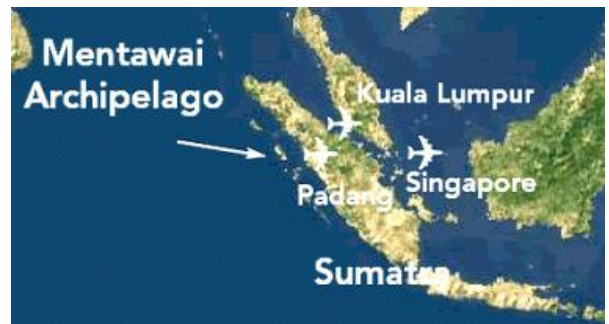 Mentawai
Archipelago
Kuala Lumpur
Padang
Singapore
Sumatra